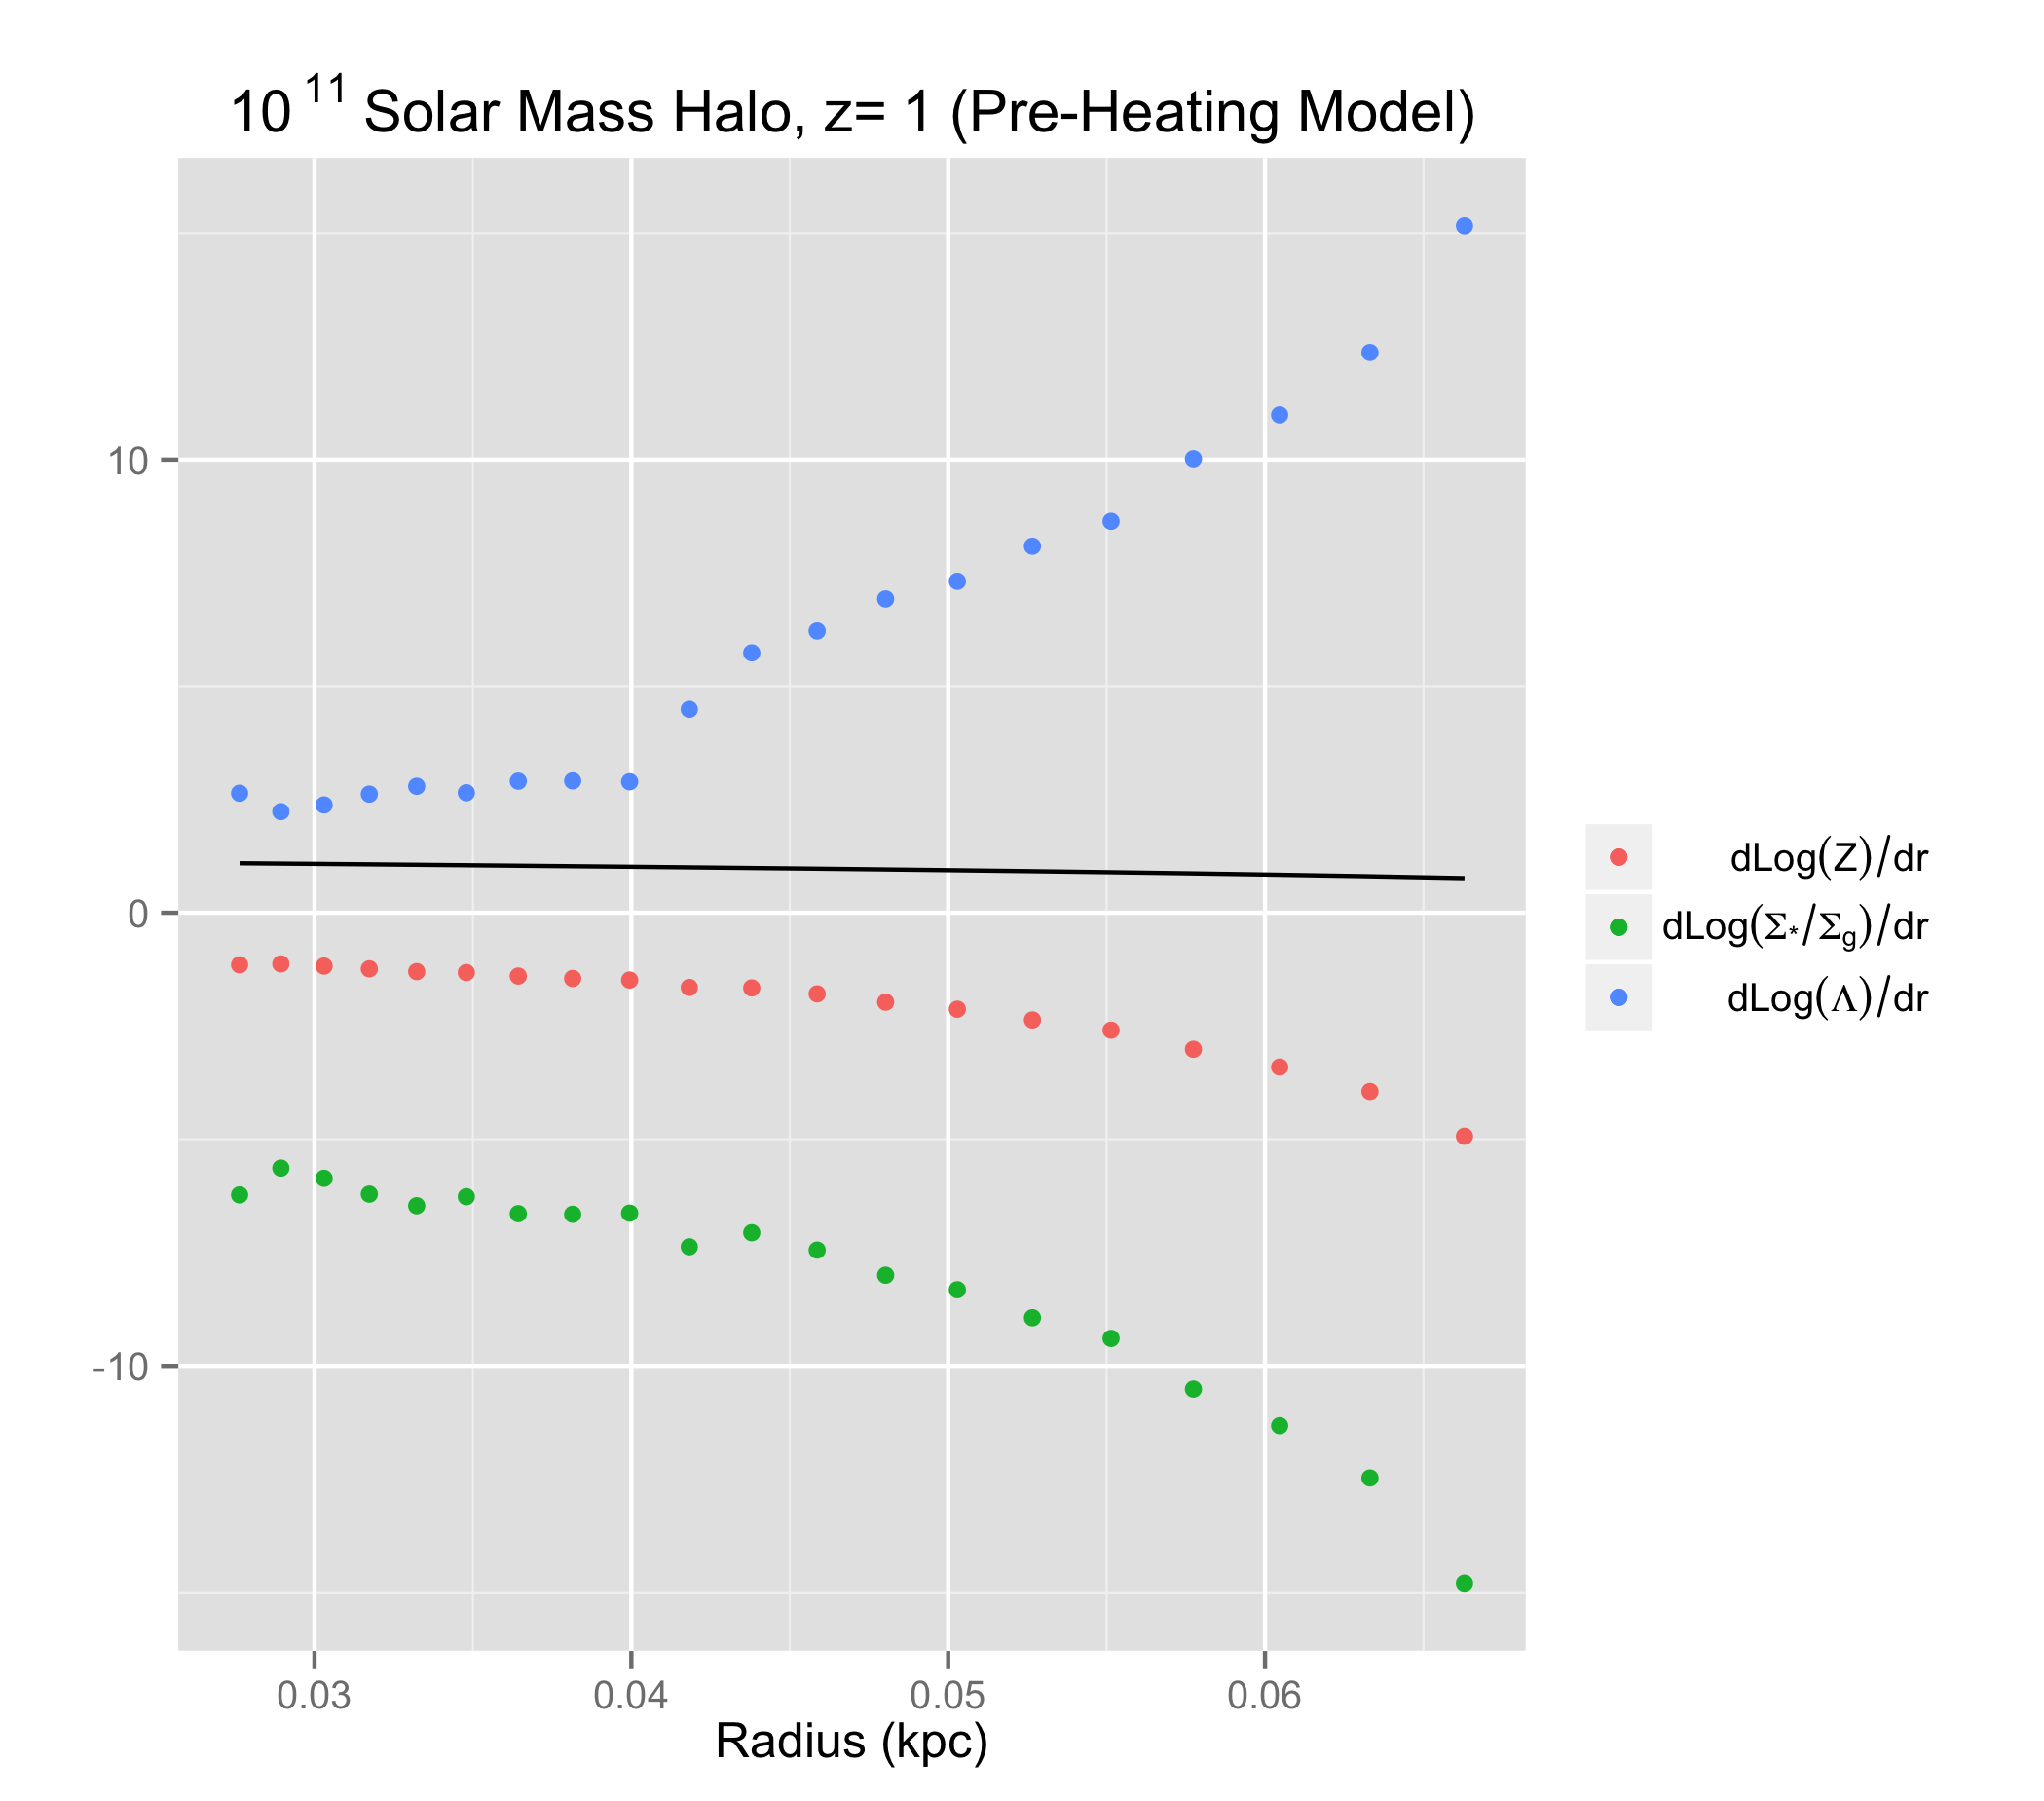 10 11 Solar Mass Halo, z= 1 (Pre-Heating Model)
10
0
-10
0.03 0.04 0.05 0.06
Radius (kpc)
dLog(Z)/dr
dLog(Σ*/Σg)/dr
dLog(Λ)/dr